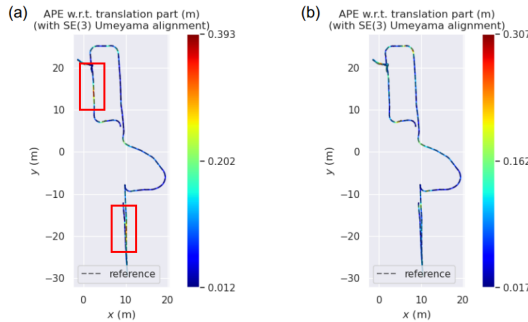 (a)
APE w.r.t. translation part (m)
(with SE(3) Umeyama alignment)
0.393
0.202
0.012
20
10
0
−10
−20
−30
y (m)
0
10
20
x (m)
reference
(b)
APE w.r.t. translation part (m)
(with SE(3) Umeyama alignment)
0.307
0.162
0.017
20
10
0
−10
−20
−30
y (m)
0
10
20
x (m)
reference